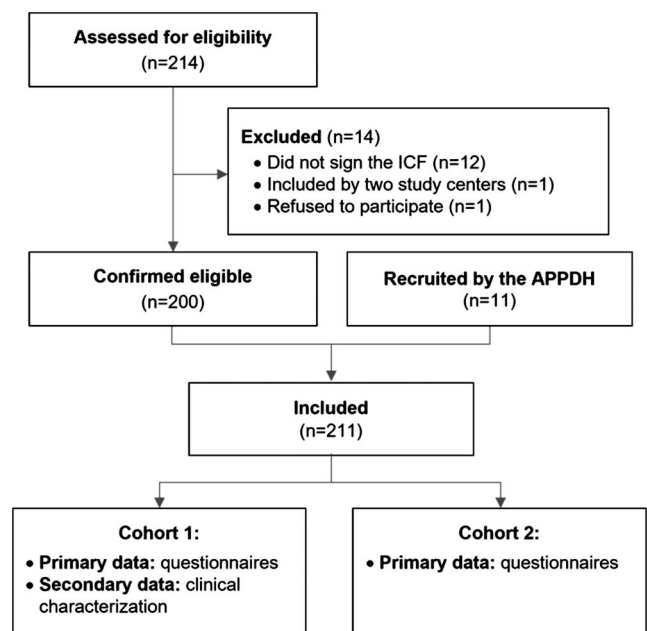 Assessed for eligibility
(n=214)
Excluded (n=14)
• Did not sign the ICF (n=12)
• Included by two study centers (n=1)
• Refused to participate (n=1)
Confirmed eligible
(n=200)
Recruited by the APPDH
(n=11)
Included
(n=211)
Cohort 1:
• Primary data: questionnaires
• Secondary data: clinical
characterization
Cohort 2:
• Primary data: questionnaires